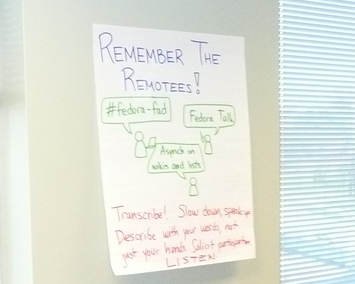 REMEMBER THE
REMOTEES!
#fedora-fad
Fedora Talk
Asynch on
wikis and lists
Transcribe! Slow down, speak up
Describe with your words, not
just your hands. Solicit participation
LISTEN